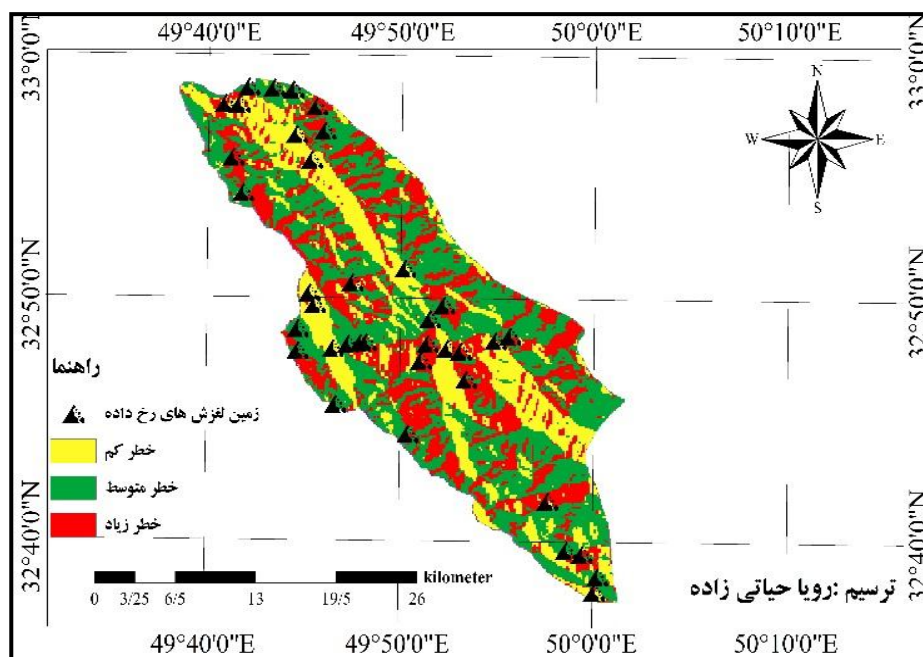 49°40'0"E 49°50'0"E 50°0'0"E 50°10'0"E
33°0'0"N 33°0'0"N
N
W E
S
32°50'0"N 32°50'0"N
راهنما
زمین لغزش های رخ داده
خطر کم
خطر متوسط
خطر زیاد
32°40'0"N 32°40'0"N
kilometer
0 3/25 6/5 13 19/5 26
ترسیم :رویا حیاتی زاده
49°40'0"E 49°50'0"E 50°0'0"E 50°10'0"E